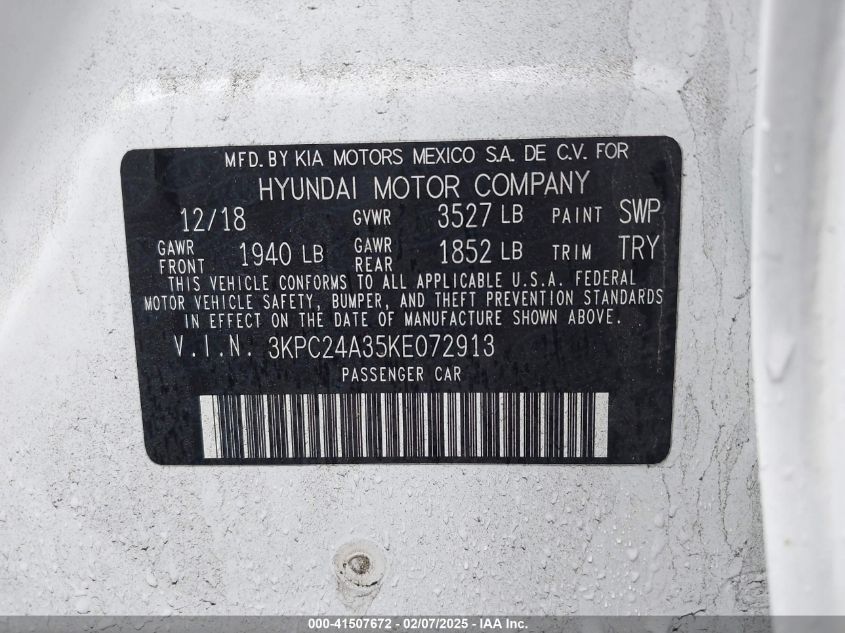 MFD. BY KIA MOTORS MEXICO S.A. DE C.V. FOR
HYUNDAI MOTOR COMPANY
12/18 GVWR 3527 LB PAINT SWP
GAWR FRONT 1940 LB GAWR REAR 1852 LB TRIM TRY
THIS VEHICLE CONFORMS TO ALL APPLICABLE U.S.A. FEDERAL
MOTOR VEHICLE SAFETY, BUMPER, AND THEFT PREVENTION STANDARDS
IN EFFECT ON THE DATE OF MANUFACTURE SHOWN ABOVE.
V.I.N. 3KPC24A35KE072913
PASSENGER CAR
000-41507672 - 02/07/2025 - IAA Inc.